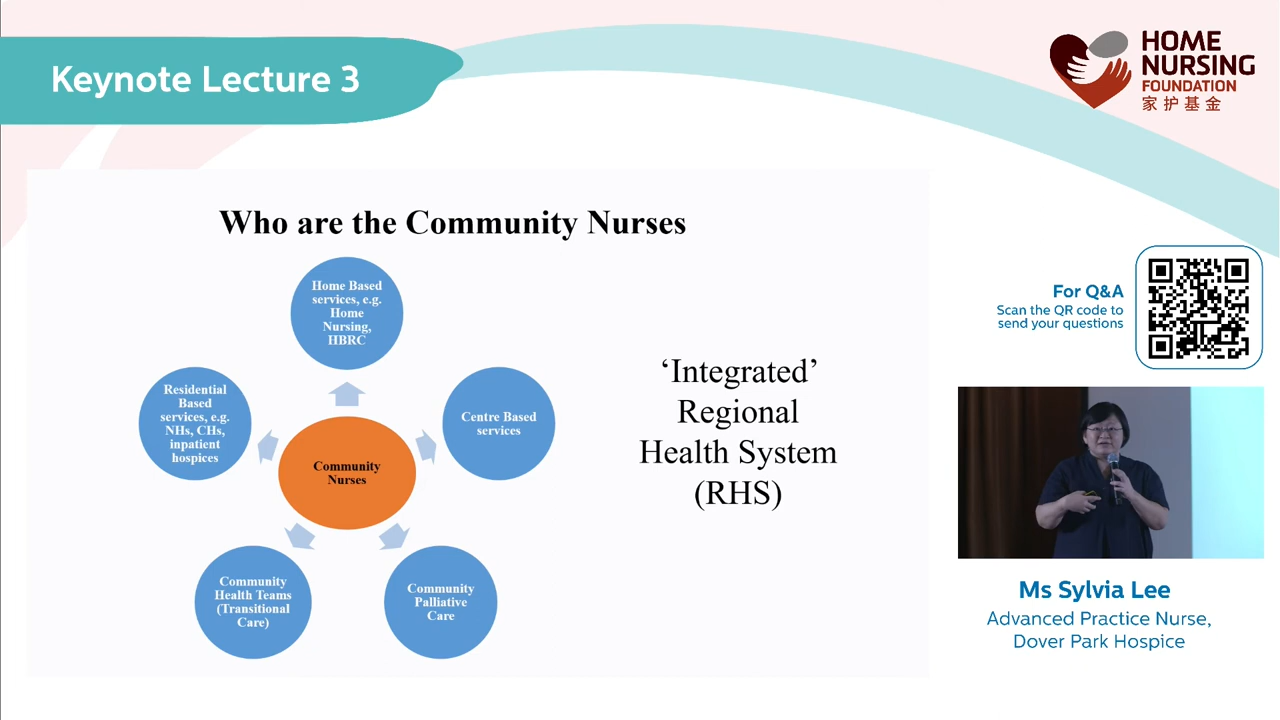 Keynote Lecture 3
HOME
NURSING
FOUNDATION
家护基金
Who are the Community Nurses
Home Based
services, e.g.
Home
Nursing,
HBRC
Residential
Based
services, e.g.
NHs, CHs,
inpatient
hospices
Centre Based
services
Community
Nurses
Community
Health Teams
(Transitional
Care)
Community
Palliative
Care
‘Integrated’
Regional
Health System
(RHS)
For Q&A
Scan the QR code to
send your questions
Ms Sylvia Lee
Advanced Practice Nurse,
Dover Park Hospice